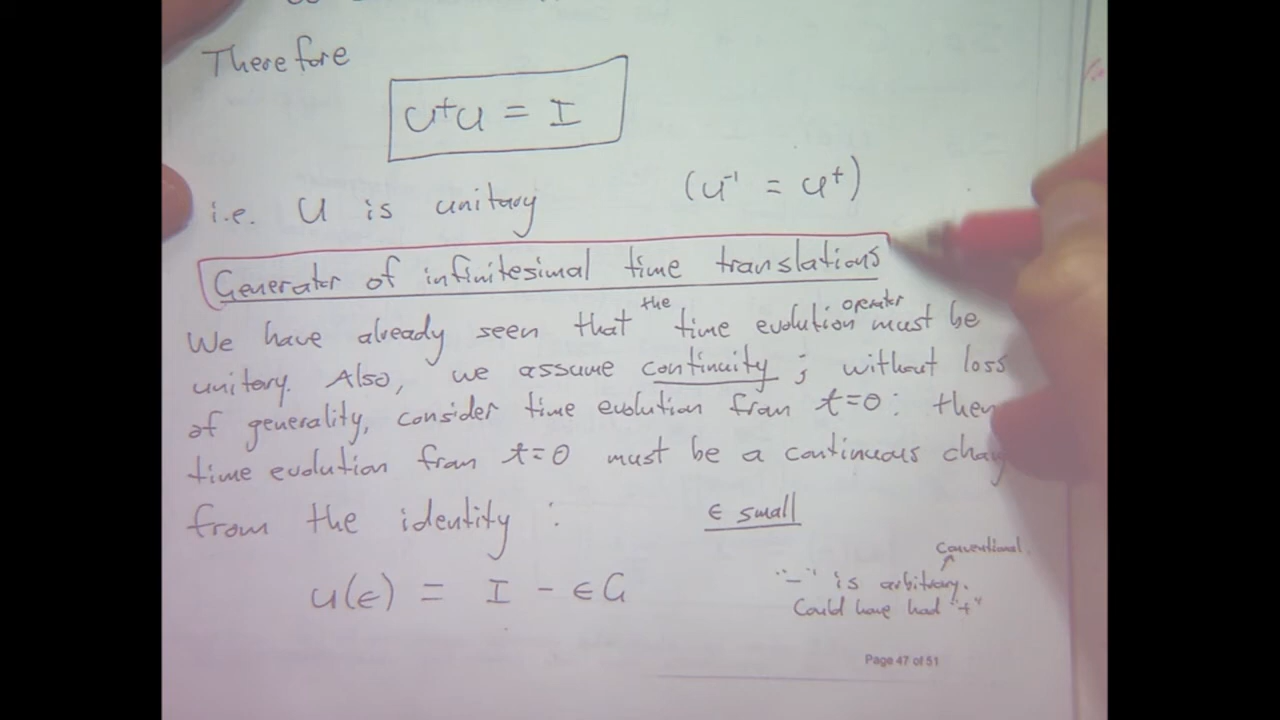 Therefore
U†U = I
i.e. U is unitary (U⁻¹ = U†)
Generator of infinitesimal time translations
We have already seen that the time evolution operator must be
unitary. Also, we assume continuity ; without loss
of generality, consider time evolution from t=0 : then
time evolution from t=0 must be a continuous
from the identity : ϵ small
Conventional.
U(ϵ) = I - ϵG "-" is arbitrary.
Could have had "+"
Page 47 of 51